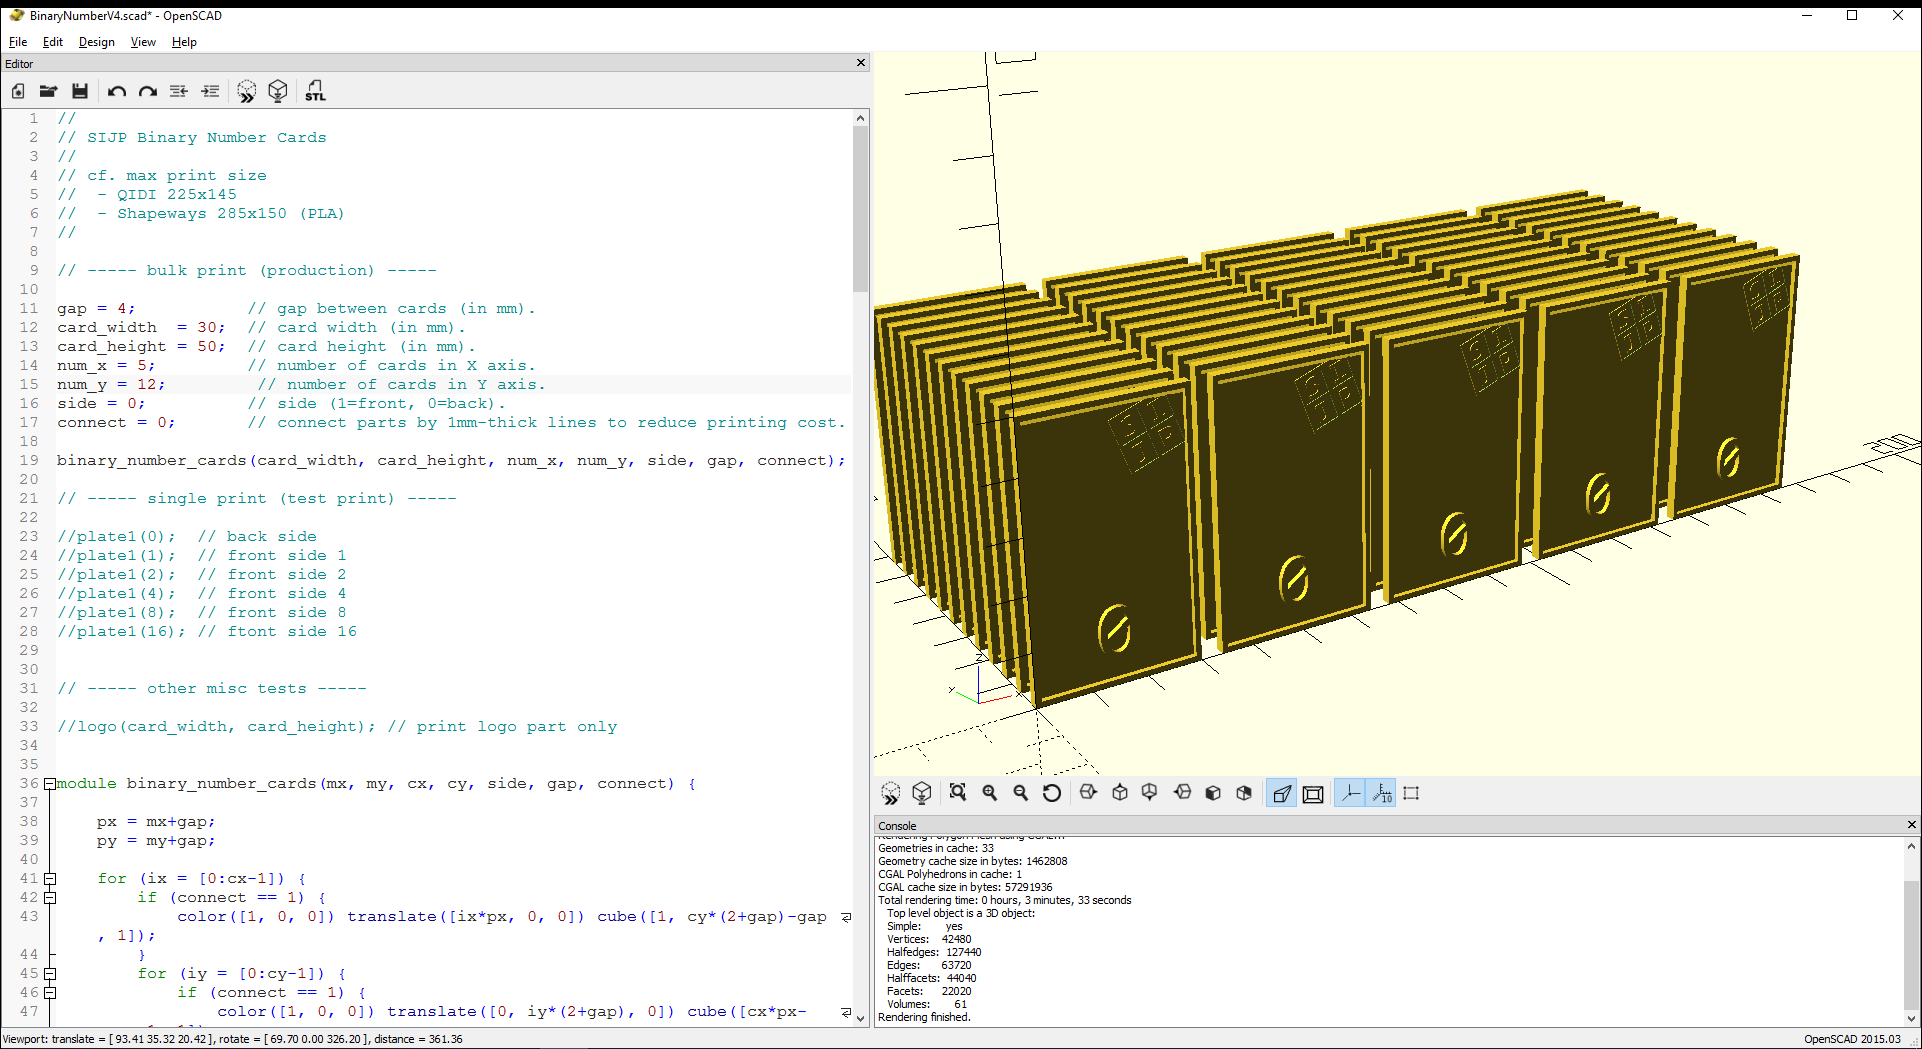 BinaryNumberV4.scad* - OpenSCAD
File Edit Design View Help
Editor
STL
1 //
2 // SIJP Binary Number Cards
3 //
4 // cf. max print size
5 //  - QIDI 225x145
6 //  - Shapeways 285x150 (PLA)
7 //
8
9 // ----- bulk print (production) -----
10
11 gap = 4;           // gap between cards (in mm).
12 card_width  = 30;  // card width (in mm).
13 card_height = 50;  // card height (in mm).
14 num_x = 5;         // number of cards in X axis.
15 num_y = 12;         // number of cards in Y axis.
16 side = 0;          // side (1=front, 0=back).
17 connect = 0;       // connect parts by 1mm-thick lines to reduce printing cost.
18
19 binary_number_cards(card_width, card_height, num_x, num_y, side, gap, connect);
20
21 // ----- single print (test print) -----
22
23 //plate1(0);  // back side
24 //plate1(1);  // front side 1
25 //plate1(2);  // front side 2
26 //plate1(4);  // front side 4
27 //plate1(8);  // front side 8
28 //plate1(16); // ftont side 16
29
30
31 // ----- other misc tests -----
32
33 //logo(card_width, card_height); // print logo part only
34
35
36 module binary_number_cards(mx, my, cx, cy, side, gap, connect) {
37
38     px = mx+gap;
39     py = my+gap;
40
41     for (ix = [0:cx-1]) {
42         if (connect == 1) {
43             color([1, 0, 0]) translate([ix*px, 0, 0]) cube([1, cy*(2+gap)-gap
, 1]);
44         }
45         for (iy = [0:cy-1]) {
46             if (connect == 1) {
47                 color([1, 0, 0]) translate([0, iy*(2+gap), 0]) cube([cx*px-
Z
Y
X
10
Console
Geometries in cache: 33
Geometry cache size in bytes: 1462808
CGAL Polyhedrons in cache: 1
CGAL cache size in bytes: 57291936
Total rendering time: 0 hours, 3 minutes, 33 seconds
Top level object is a 3D object:
Simple: yes
Vertices: 42480
Halfedges: 127440
Edges: 63720
Halffacets: 44040
Facets: 22020
Volumes: 61
Rendering finished.
Viewport: translate = [ 93.41 35.32 20.42 ], rotate = [ 69.70 0.00 326.20 ], distance = 361.36
OpenSCAD 2015.03